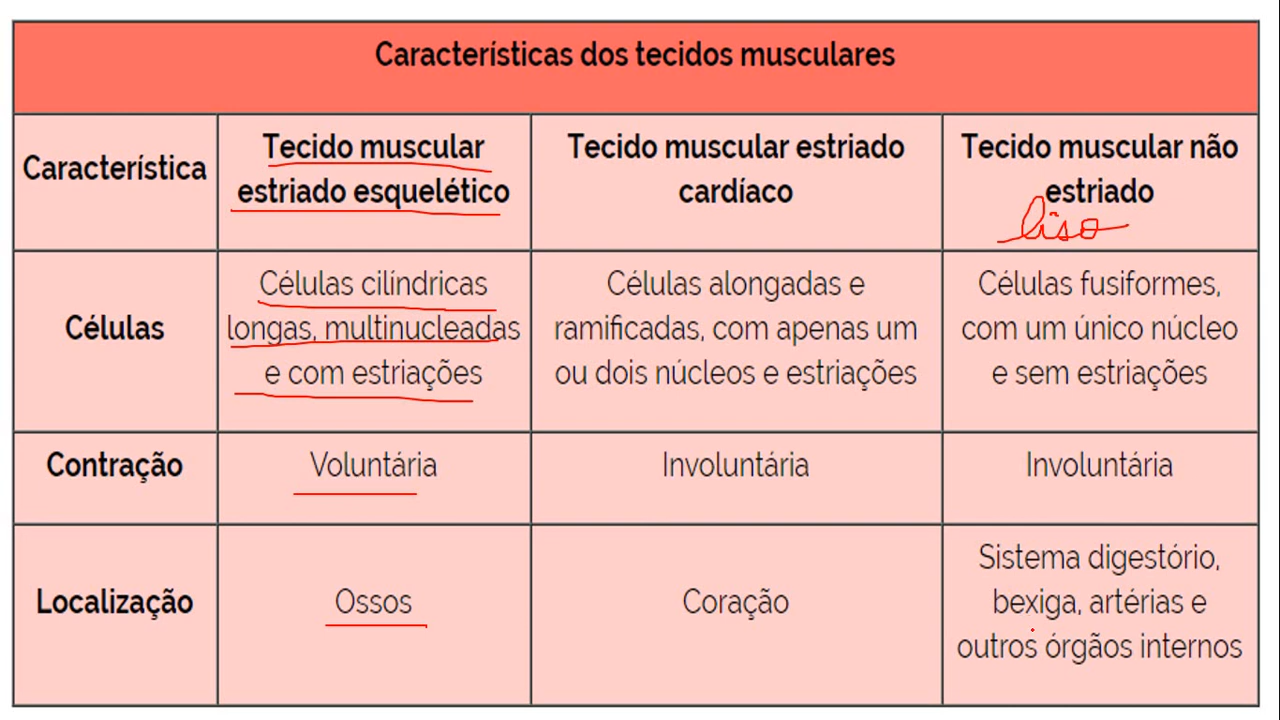 Características dos tecidos musculares
Característica
Tecido muscular
estriado esquelético
Tecido muscular estriado
cardíaco
Tecido muscular não
estriado
liso
Células
Células cilíndricas
longas, multinucleadas
e com estriações
Células alongadas e
ramificadas, com apenas um
ou dois núcleos e estriações
Células fusiformes,
com um único núcleo
e sem estriações
Contração
Voluntária
Involuntária
Involuntária
Localização
Ossos
Coração
Sistema digestório,
bexiga, artérias e
outros órgãos internos